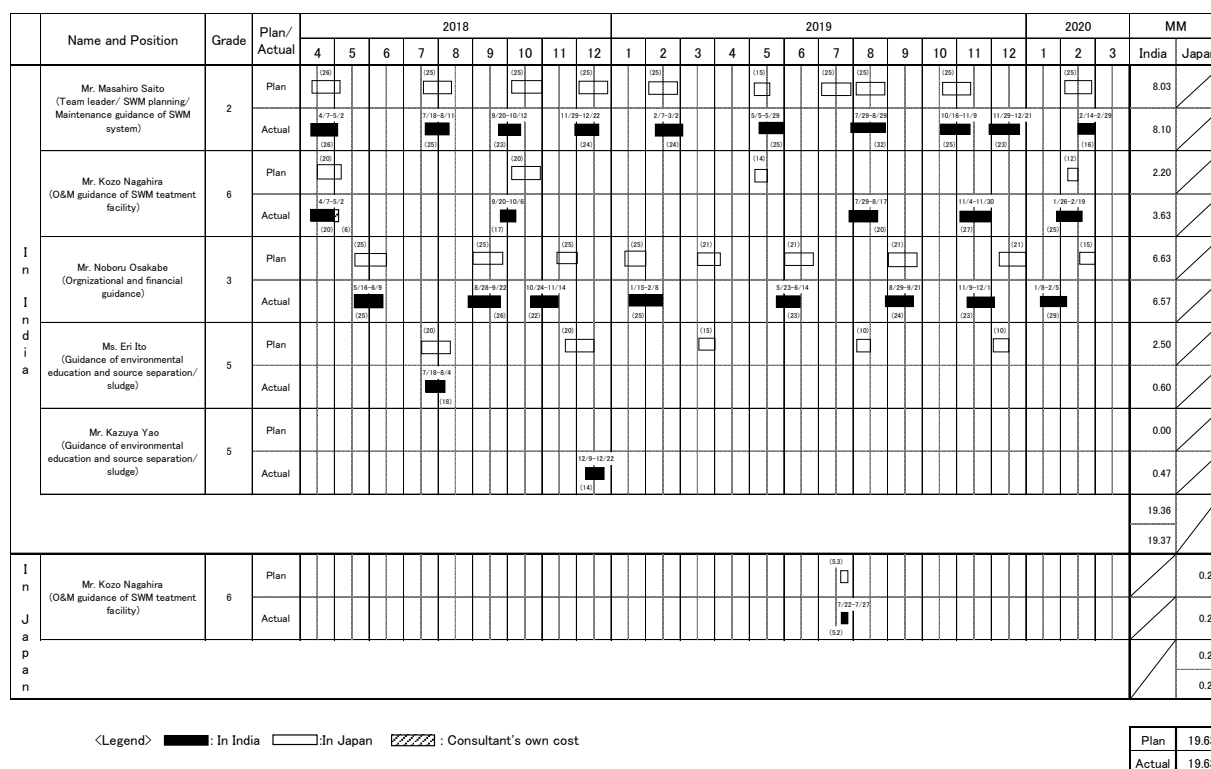 Name and Position Grade Plan/ Actual 2018 2019 2020 MM
4 5 6 7 8 9 10 11 12 1 2 3 4 5 6 7 8 9 10 11 12 1 2 3 India Japan
In India
Mr. Masahiro Saito
(Team leader/ SWM planning/
Maintenance guidance of SWM
system)
2
Plan (26) (25) (25) (25) (25) (15) (25) (25) (25) (25) 8.03
Actual 4/7-5/2 7/18-8/11 9/20-10/12 11/29-12/22 2/7-3/2 5/5-5/29 7/29-8/29 10/16-11/9 11/29-12/21 2/14-2/29 8.10
(26) (25) (23) (24) (24) (25) (32) (25) (23) (16)
Mr. Kozo Nagahira
(O&M guidance of SWM teatment
facility)
6
Plan (20) (20) (14) (12) 2.20
Actual 4/7-5/2 9/20-10/6 7/29-8/17 11/4-11/30 1/26-2/19 3.63
(20) (6) (17) (20) (27) (25)
Mr. Noboru Osakabe
(Orgnizational and financial
guidance)
3
Plan (25) (25) (25) (25) (21) (21) (21) (21) (15) 6.63
Actual 5/16-6/9 8/28-9/22 10/24-11/14 1/15-2/8 5/23-6/14 8/29-9/21 11/9-12/1 1/8-2/5 6.57
(25) (26) (22) (25) (23) (24) (23) (29)
Ms. Eri Ito
(Guidance of environmental
education and source separation/
sludge)
5
Plan (20) (20) (15) (10) (10) 2.50
Actual 7/18-8/4 0.60
(18)
Mr. Kazuya Yao
(Guidance of environmental
education and source separation/
sludge)
5
Plan 0.00
Actual 12/9-12/22 0.47
(14)
19.36
19.37
In Japan
Mr. Kozo Nagahira
(O&M guidance of SWM teatment
facility)
6
Plan (5.3) 0.2
Actual 7/22-7/27 0.2
(5.2)
0.2
0.2
<Legend> : In India :In Japan : Consultant's own cost
Plan 19.63
Actual 19.63